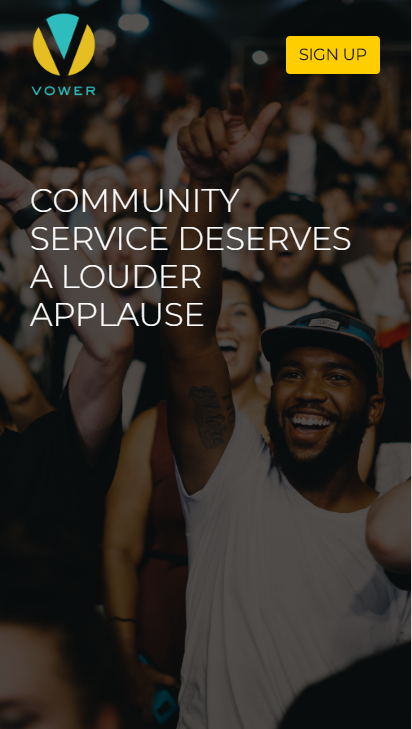 VOWER
SIGN UP
COMMUNITY
SERVICE DESERVES
A LOUDER
APPLAUSE